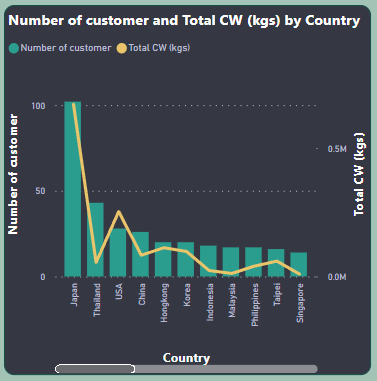 Number of customer and Total CW (kgs) by Country
Number of customer Total CW (kgs)
Number of customer
100
50
0
0.5M
0.0M
Total CW (kgs)
Japan
Thailand
USA
China
Hongkong
Korea
Indonesia
Malaysia
Philippines
Taipei
Singapore
Country